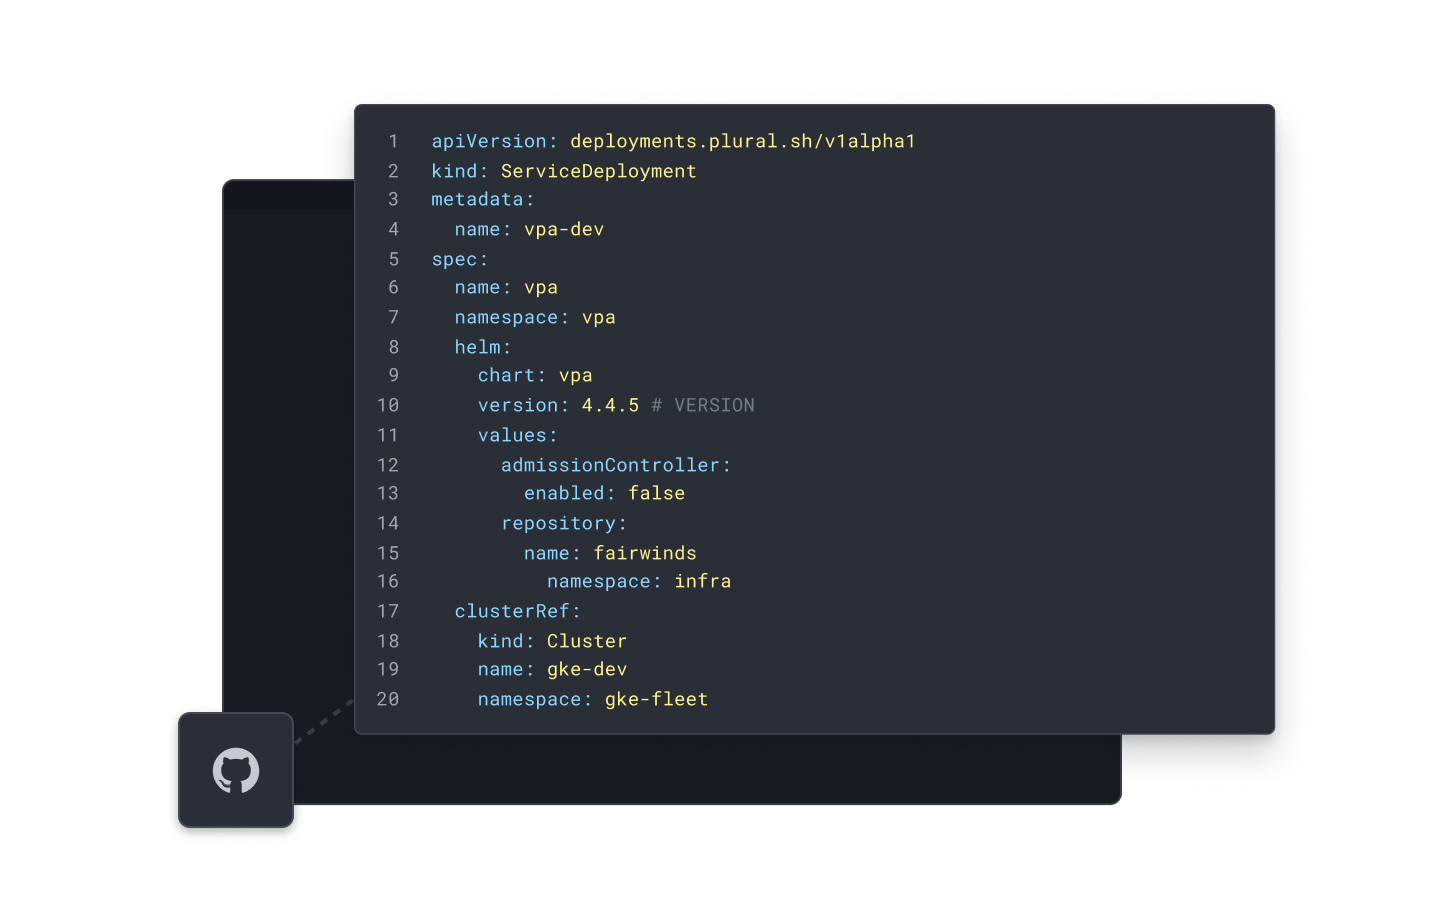 1 apiVersion: deployments.plural.sh/v1alpha1
2 kind: ServiceDeployment
3 metadata:
4   name: vpa-dev
5 spec:
6   name: vpa
7   namespace: vpa
8   helm:
9     chart: vpa
10     version: 4.4.5 # VERSION
11     values:
12       admissionController:
13         enabled: false
14       repository:
15         name: fairwinds
16           namespace: infra
17   clusterRef:
18     kind: Cluster
19     name: gke-dev
20     namespace: gke-fleet